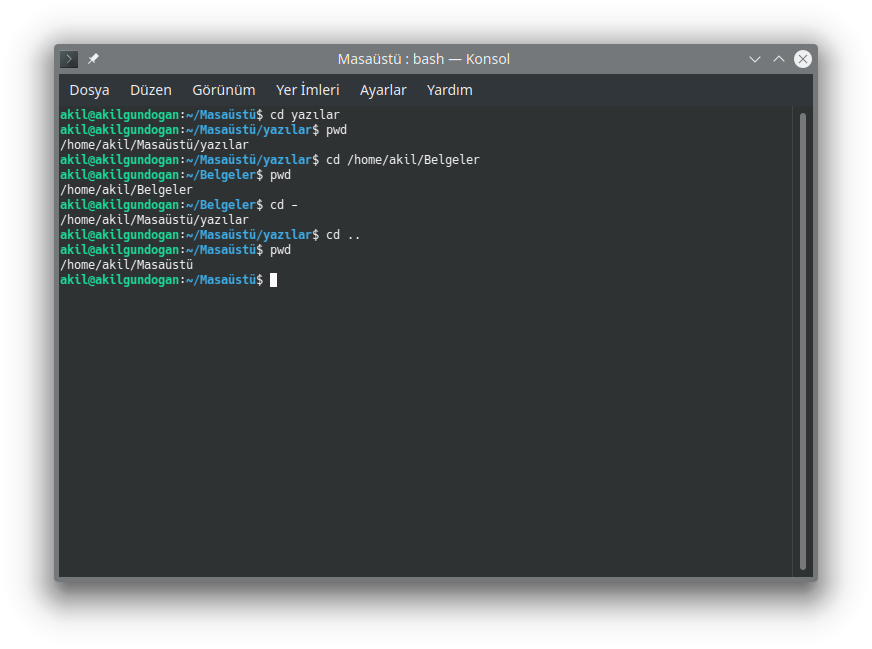 Masaüstü : bash — Konsol
Dosya Düzen Görünüm Yer İmleri Ayarlar Yardım
akil@akilgundogan:~/Masaüstü$ cd yazılar
akil@akilgundogan:~/Masaüstü/yazılar$ pwd
/home/akil/Masaüstü/yazılar
akil@akilgundogan:~/Masaüstü/yazılar$ cd /home/akil/Belgeler
akil@akilgundogan:~/Belgeler$ pwd
/home/akil/Belgeler
akil@akilgundogan:~/Belgeler$ cd -
/home/akil/Masaüstü/yazılar
akil@akilgundogan:~/Masaüstü/yazılar$ cd ..
akil@akilgundogan:~/Masaüstü$ pwd
/home/akil/Masaüstü
akil@akilgundogan:~/Masaüstü$